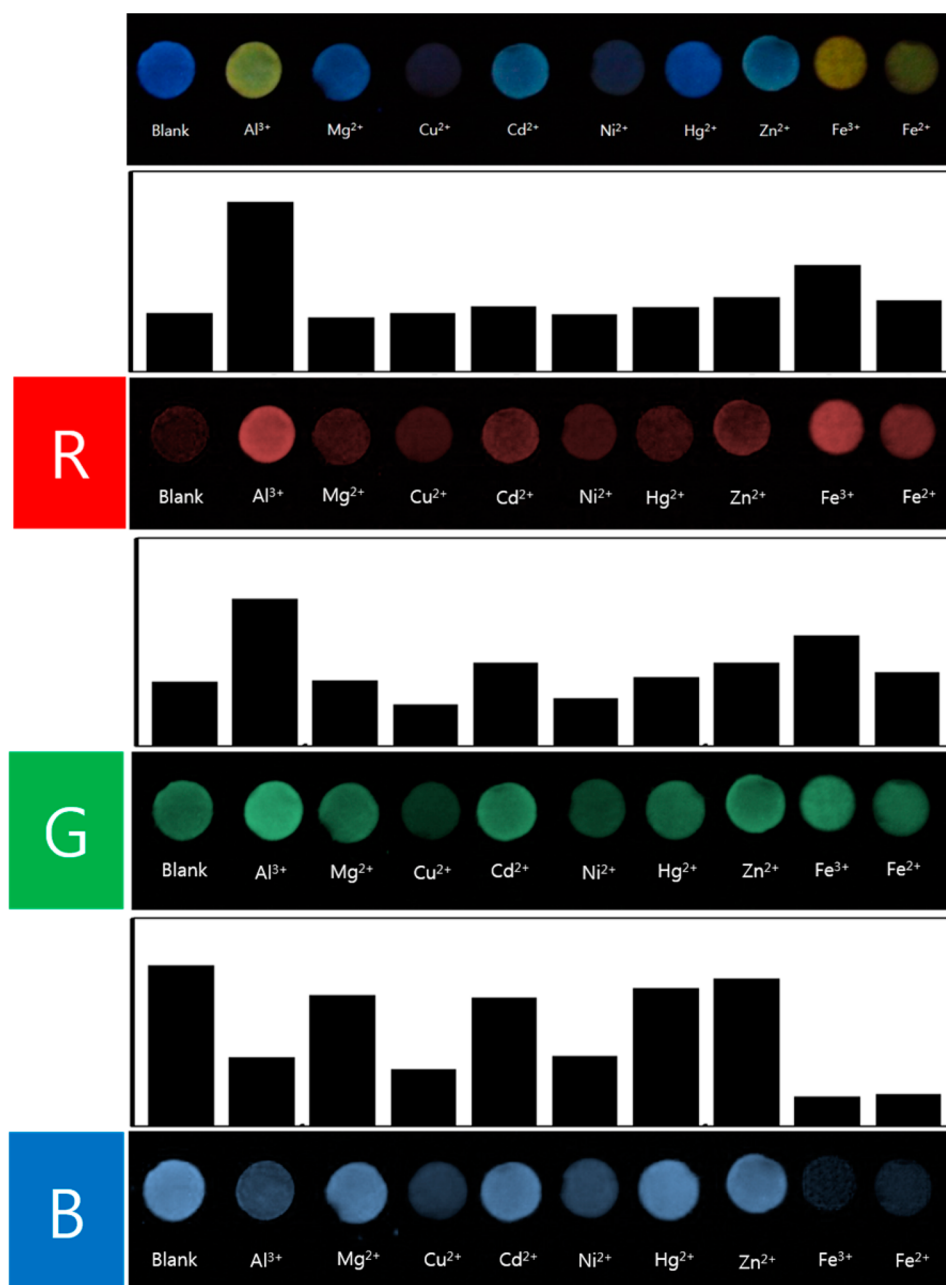 Blank Al³⁺ Mg²⁺ Cu²⁺ Cd²⁺ Ni²⁺ Hg²⁺ Zn²⁺ Fe³⁺ Fe²⁺
R
Blank Al³⁺ Mg²⁺ Cu²⁺ Cd²⁺ Ni²⁺ Hg²⁺ Zn²⁺ Fe³⁺ Fe²⁺
G
Blank Al³⁺ Mg²⁺ Cu²⁺ Cd²⁺ Ni²⁺ Hg²⁺ Zn²⁺ Fe³⁺ Fe²⁺
B
Blank Al³⁺ Mg²⁺ Cu²⁺ Cd²⁺ Ni²⁺ Hg²⁺ Zn²⁺ Fe³⁺ Fe²⁺